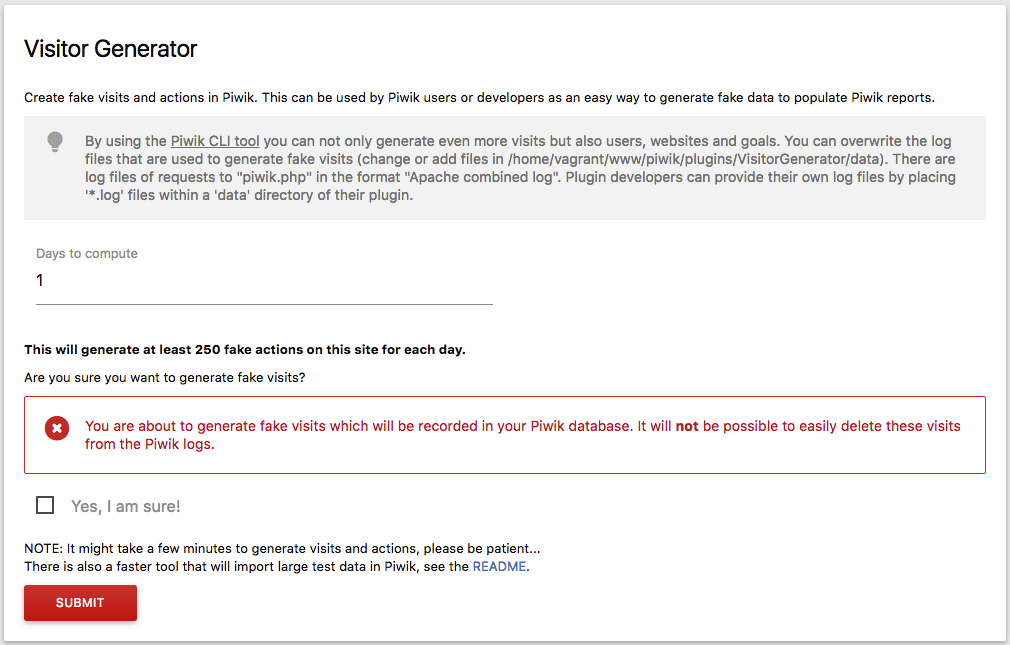 Visitor Generator
Create fake visits and actions in Piwik. This can be used by Piwik users or developers as an easy way to generate fake data to populate Piwik reports.
By using the Piwik CLI tool you can not only generate even more visits but also users, websites and goals. You can overwrite the log
files that are used to generate fake visits (change or add files in /home/vagrant/www/piwik/plugins/VisitorGenerator/data). There are
log files of requests to "piwik.php" in the format "Apache combined log". Plugin developers can provide their own log files by placing
'*.log' files within a 'data' directory of their plugin.
Days to compute
1
This will generate at least 250 fake actions on this site for each day.
Are you sure you want to generate fake visits?
You are about to generate fake visits which will be recorded in your Piwik database. It will not be possible to easily delete these visits
from the Piwik logs.
Yes, I am sure!
NOTE: It might take a few minutes to generate visits and actions, please be patient...
There is also a faster tool that will import large test data in Piwik, see the README.
SUBMIT